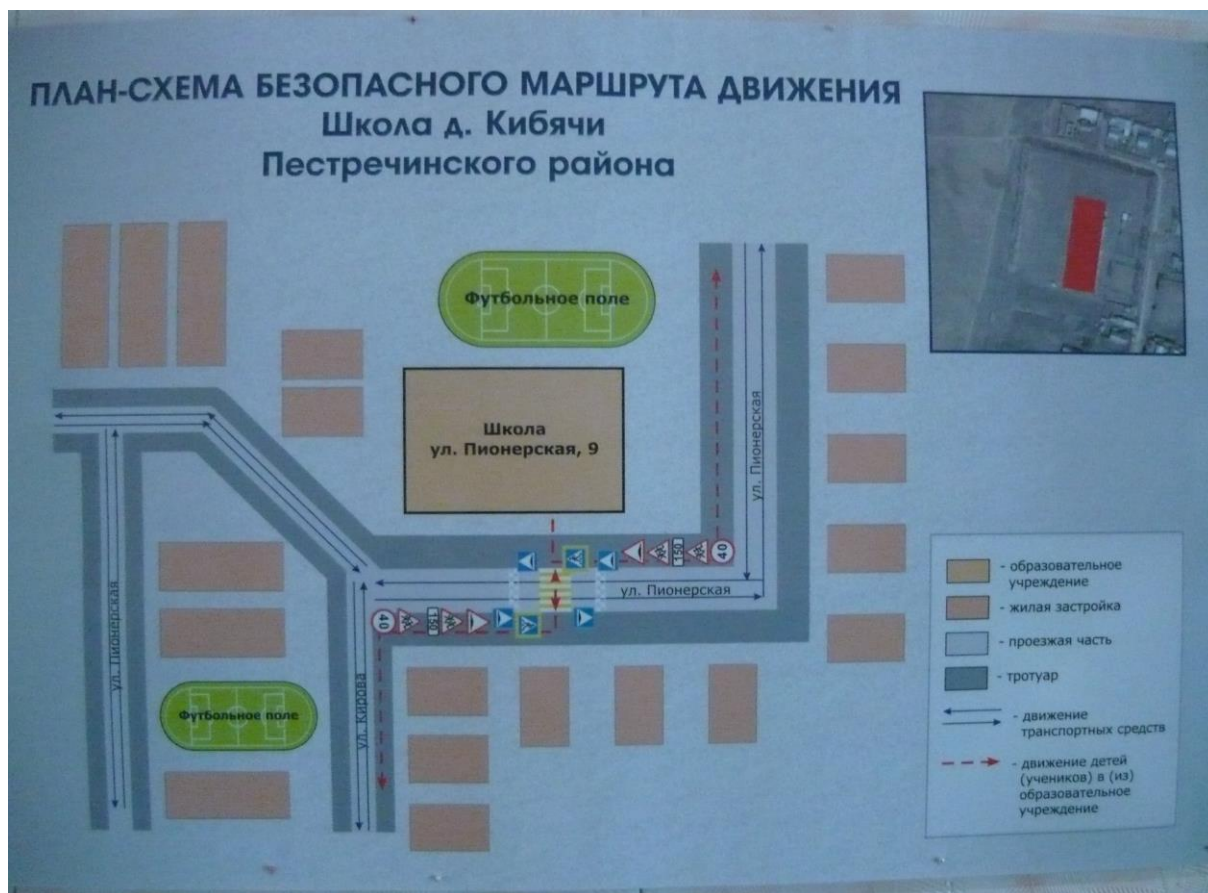 ПЛАН-СХЕМА БЕЗОПАСНОГО МАРШРУТА ДВИЖЕНИЯ
Школа д. Кибячи
Пестречинского района
Футбольное поле
Школа
ул. Пионерская, 9
ул. Пионерская
40
150
ул. Пионерская
40
150
ул. Пионерская
ул. Кирова
Футбольное поле
- образовательное
учреждение
- жилая застройка
- проезжая часть
- тротуар
- движение
транспортных средств
- движение детей
(учеников) в (из)
образовательное
учреждение